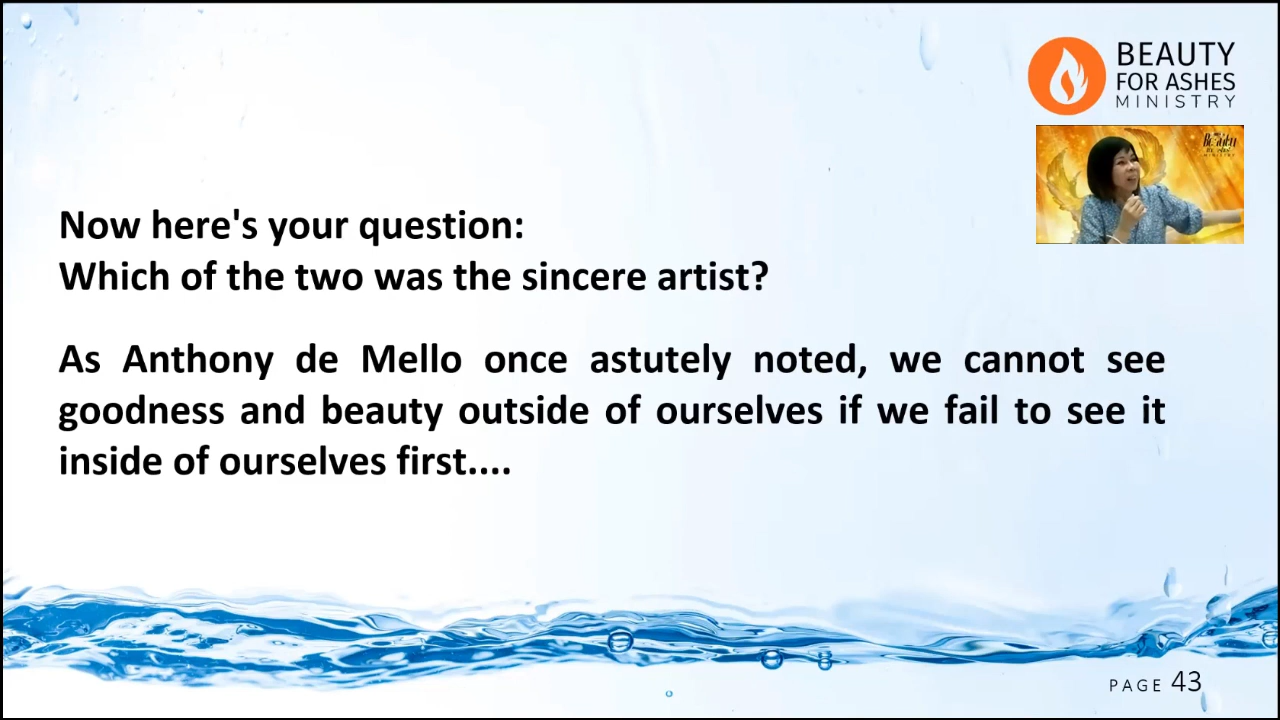 BEAUTY
FOR ASHES
MINISTRY
Beauty
Now here's your question:
Which of the two was the sincere artist?
As Anthony de Mello once astutely noted, we cannot see
goodness and beauty outside of ourselves if we fail to see it
inside of ourselves first....
PAGE 43